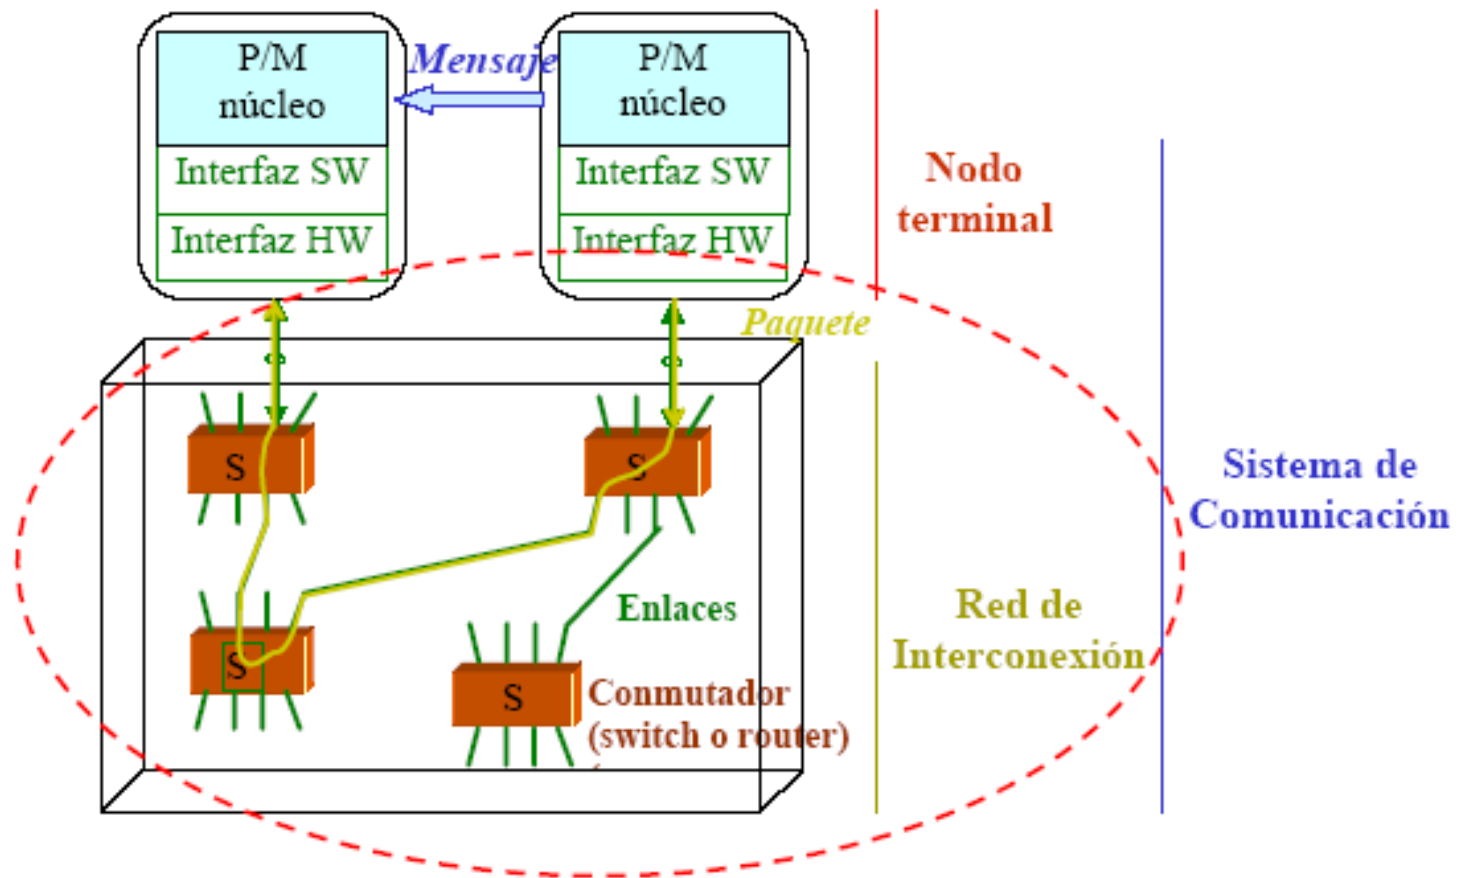 P/M
núcleo
Interfaz SW
Interfaz HW
Mensaje
P/M
núcleo
Interfaz SW
Interfaz HW
Nodo
terminal
Paquete
S
S
Sistema de
Comunicación
Enlaces
Red de
Interconexión
S
S
Conmutador
(switch o router)